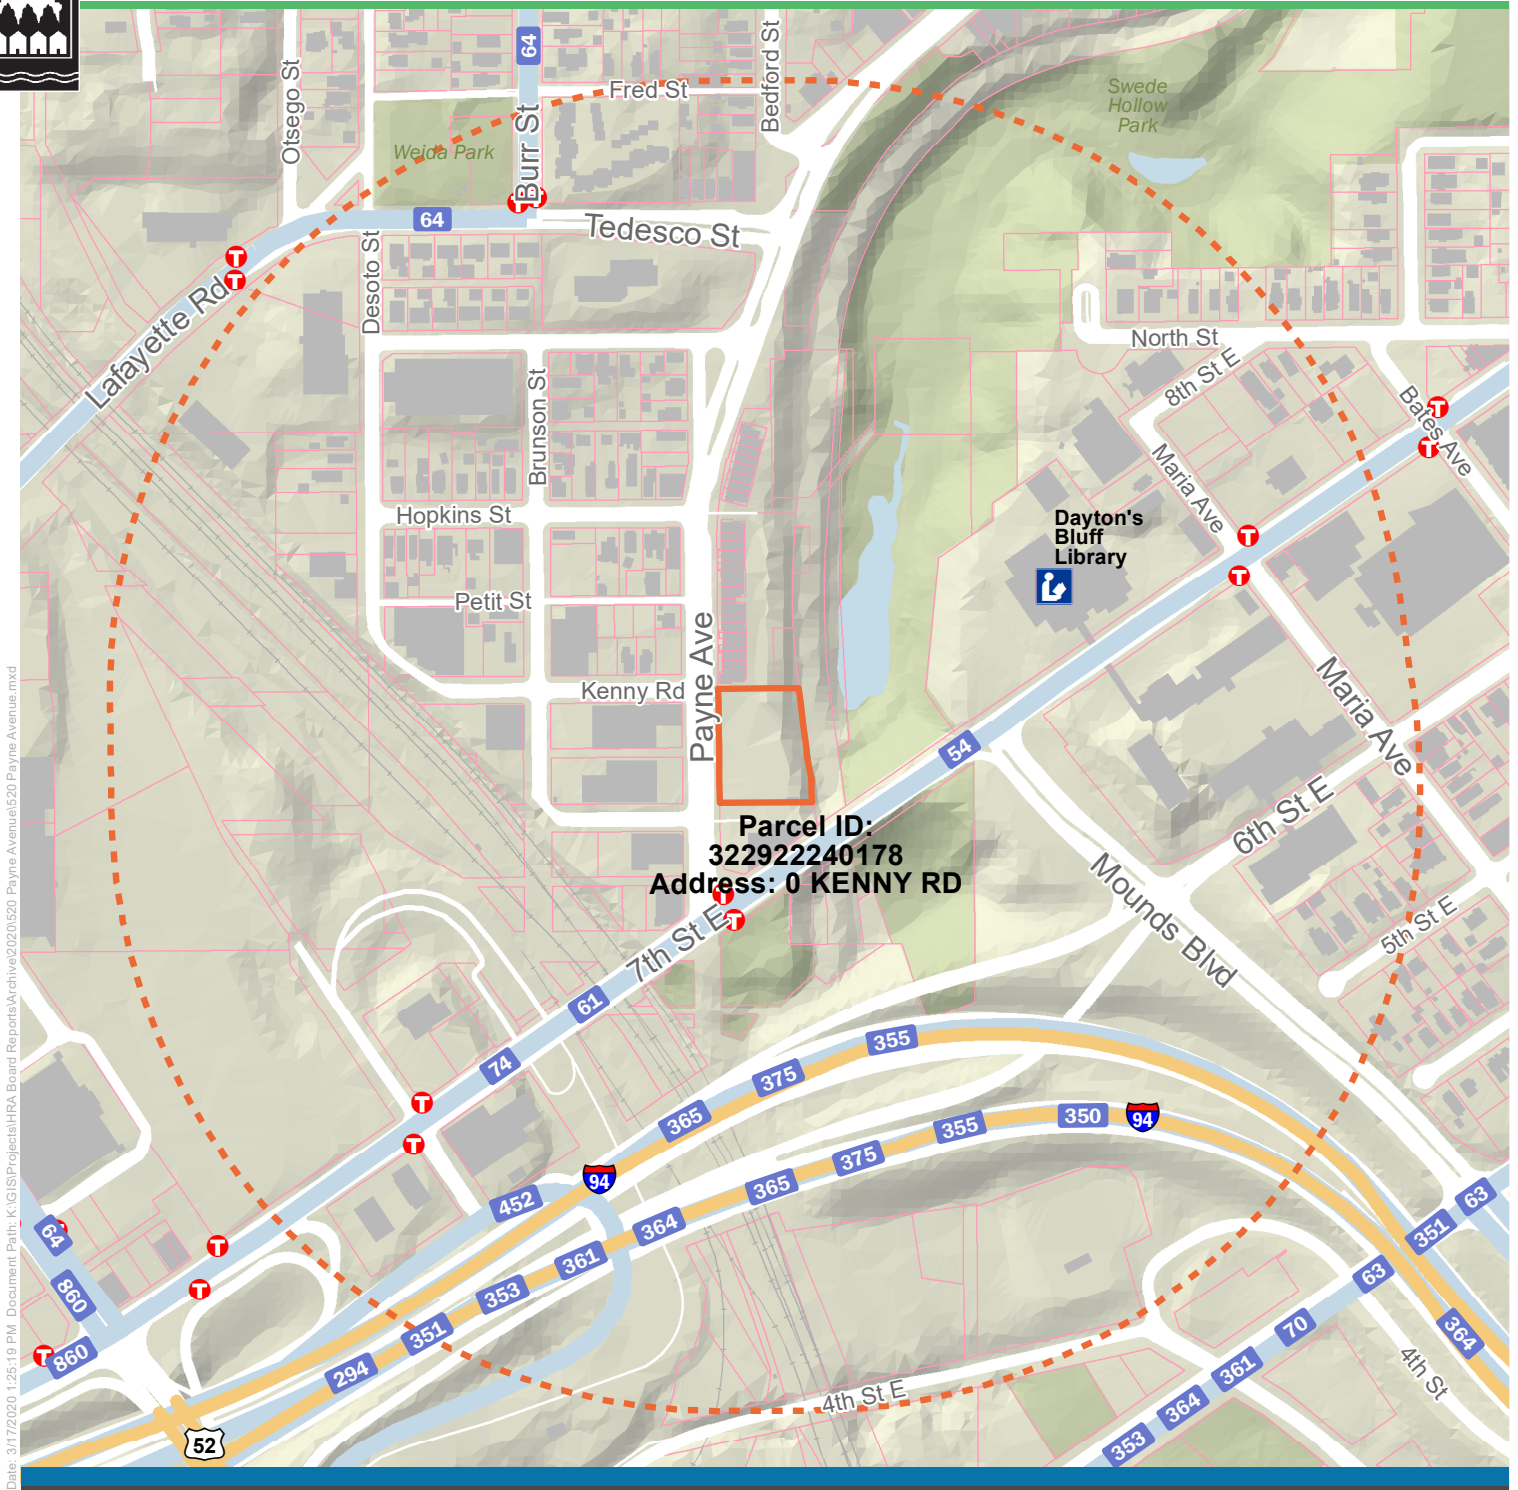 64
Fred St
Bedford St
Otsego St
Swede
Hollow
Park
Weida Park
Burr St
T
T
64
Tedesco St
Desoto St
T
T
Lafayette Rd
North St
8th St E
Bates Ave
T
T
Brunson St
Maria Ave
Hopkins St
Dayton's
Bluff
Library
T
T
Petit St
Payne Ave
Kenny Rd
Maria Ave
54
6th St E
Parcel ID:
322922240178
Address: 0 KENNY RD
T
T
7th St E
Mounds Blvd
5th St E
61
74
355
375
365
355
350
94
375
365
364
361
353
351
294
T
T
94
452
T
T
64
860
860
T
52
4th St E
63
351
63
70
361
364
353
364
4th St
Date: 3/17/2020 1:25:19 PM Document Path: K:\GIS\Projects\HRA Board Reports\Archive\2020\520 Payne Avenue\520 Payne Avenue.mxd